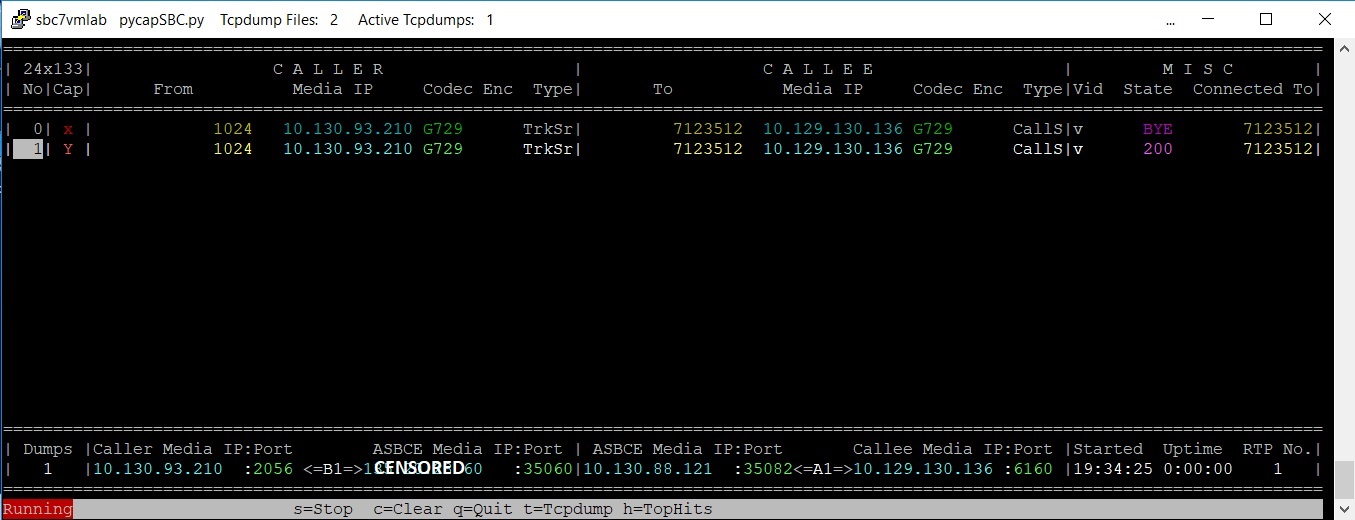 sbc7vmlab pycapSBC.py Tcpdump Files: 2 Active Tcpdumps: 1 ...
| 24x133| C A L L E R | C A L L E E | M I S C |
| No|Cap| From Media IP Codec Enc Type| To Media IP Codec Enc Type|Vid State Connected To|
| 0| x | 1024 10.130.93.210 G729 TrkSr| 7123512 10.129.130.136 G729 CallS|v BYE 7123512|
| 1| Y | 1024 10.130.93.210 G729 TrkSr| 7123512 10.129.130.136 G729 CallS|v 200 7123512|
| Dumps |Caller Media IP:Port ASBCE Media IP:Port | ASBCE Media IP:Port Callee Media IP:Port |Started Uptime RTP No.|
| 1 |10.130.93.210 :2056 <=B1=> CENSORED 60 :35060|10.130.88.121 :35082<=A1=>10.129.130.136 :6160 |19:34:25 0:00:00 1 |
Running s=Stop c=Clear q=Quit t=Tcpdump h=TopHits